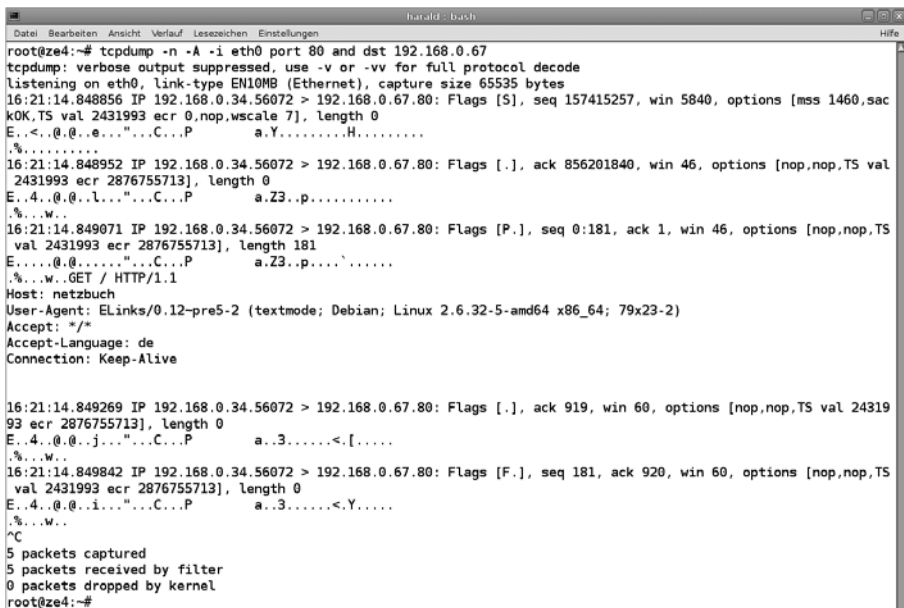 harald : bash
Datei Bearbeiten Ansicht Verlauf Lesezeichen Einstellungen Hilfe
root@ze4:~# tcpdump -n -A -i eth0 port 80 and dst 192.168.0.67
tcpdump: verbose output suppressed, use -v or -vv for full protocol decode
listening on eth0, link-type EN10MB (Ethernet), capture size 65535 bytes
16:21:14.848856 IP 192.168.0.34.56072 > 192.168.0.67.80: Flags [S], seq 157415257, win 5840, options [mss 1460,sac
kOK,TS val 2431993 ecr 0,nop,wscale 7], length 0
E..<..@.@..e..."...C...P        a.Y.........H.........
.%..........
16:21:14.848952 IP 192.168.0.34.56072 > 192.168.0.67.80: Flags [.], ack 856201840, win 46, options [nop,nop,TS val
 2431993 ecr 2876755713], length 0
E..4..@.@..l..."...C...P        a.Z3..p...........
.%...w..
16:21:14.849071 IP 192.168.0.34.56072 > 192.168.0.67.80: Flags [P.], seq 0:181, ack 1, win 46, options [nop,nop,TS
 val 2431993 ecr 2876755713], length 181
E.....@.@......"...C...P        a.Z3..p....`......
.%...w..GET / HTTP/1.1
Host: netzbuch
User-Agent: ELinks/0.12~pre5-2 (textmode; Debian; Linux 2.6.32-5-amd64 x86_64; 79x23-2)
Accept: */*
Accept-Language: de
Connection: Keep-Alive
16:21:14.849269 IP 192.168.0.34.56072 > 192.168.0.67.80: Flags [.], ack 919, win 60, options [nop,nop,TS val 24319
93 ecr 2876755713], length 0
E..4..@.@..j..."...C...P        a..3......<.[.....
.%...w..
16:21:14.849842 IP 192.168.0.34.56072 > 192.168.0.67.80: Flags [F.], seq 181, ack 920, win 60, options [nop,nop,TS
 val 2431993 ecr 2876755713], length 0
E..4..@.@..i..."...C...P        a..3......<.Y.....
.%...w..
^C
5 packets captured
5 packets received by filter
0 packets dropped by kernel
root@ze4:~#